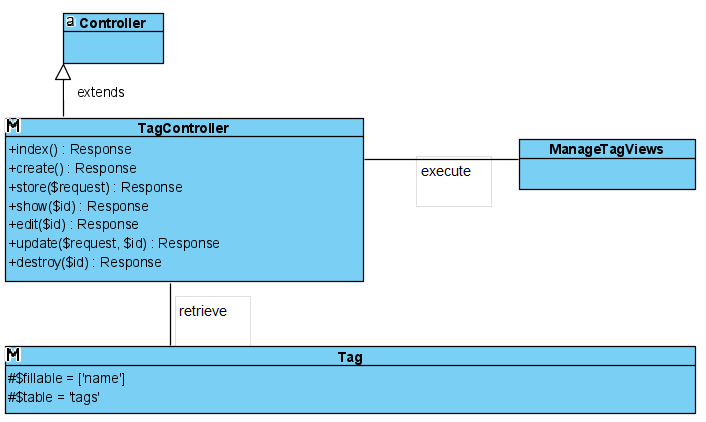 a Controller
extends
M
TagController
+index() : Response
+create() : Response
+store($request) : Response
+show($id) : Response
+edit($id) : Response
+update($request, $id) : Response
+destroy($id) : Response
execute
ManageTagViews
retrieve
M
Tag
#$fillable = ['name']
#$table = 'tags'